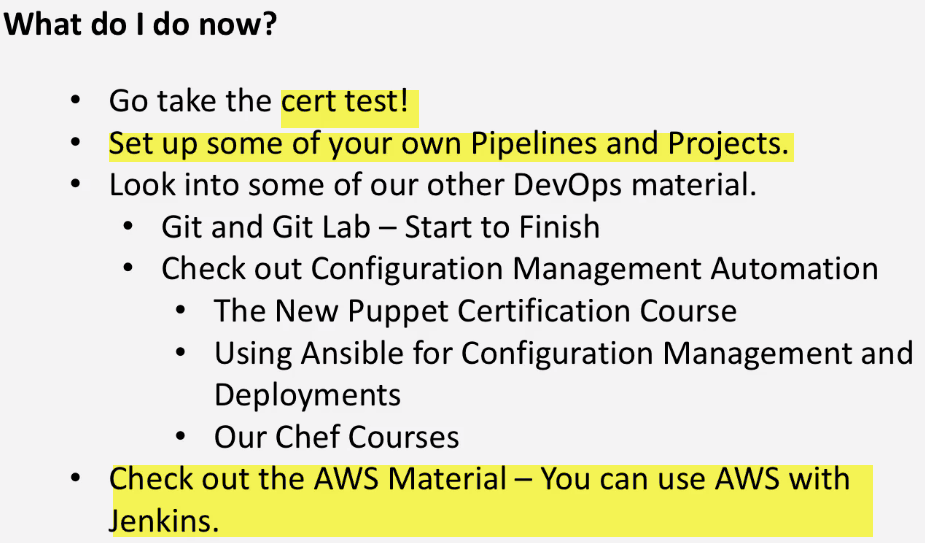 What do I do now?
• Go take the cert test!
• Set up some of your own Pipelines and Projects.
• Look into some of our other DevOps material.
• Git and Git Lab – Start to Finish
• Check out Configuration Management Automation
• The New Puppet Certification Course
• Using Ansible for Configuration Management and
Deployments
• Our Chef Courses
• Check out the AWS Material – You can use AWS with
Jenkins.